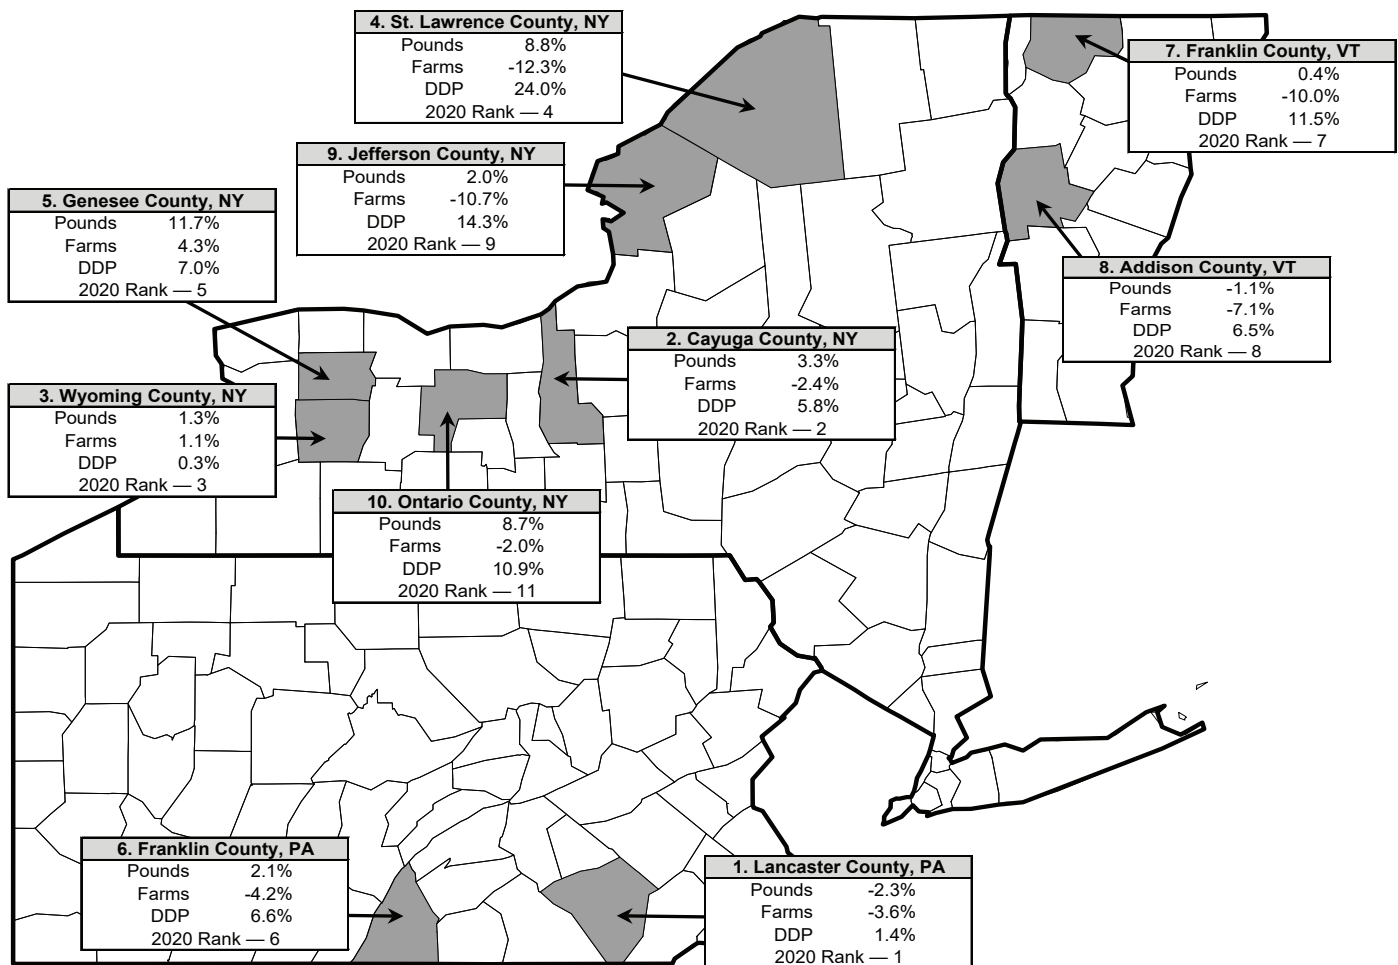 4. St. Lawrence County, NY
Pounds 8.8%
Farms -12.3%
DDP 24.0%
2020 Rank — 4
7. Franklin County, VT
Pounds 0.4%
Farms -10.0%
DDP 11.5%
2020 Rank — 7
9. Jefferson County, NY
Pounds 2.0%
Farms -10.7%
DDP 14.3%
2020 Rank — 9
5. Genesee County, NY
Pounds 11.7%
Farms 4.3%
DDP 7.0%
2020 Rank — 5
8. Addison County, VT
Pounds -1.1%
Farms -7.1%
DDP 6.5%
2020 Rank — 8
2. Cayuga County, NY
Pounds 3.3%
Farms -2.4%
DDP 5.8%
2020 Rank — 2
3. Wyoming County, NY
Pounds 1.3%
Farms 1.1%
DDP 0.3%
2020 Rank — 3
10. Ontario County, NY
Pounds 8.7%
Farms -2.0%
DDP 10.9%
2020 Rank — 11
6. Franklin County, PA
Pounds 2.1%
Farms -4.2%
DDP 6.6%
2020 Rank — 6
1. Lancaster County, PA
Pounds -2.3%
Farms -3.6%
DDP 1.4%
2020 Rank — 1